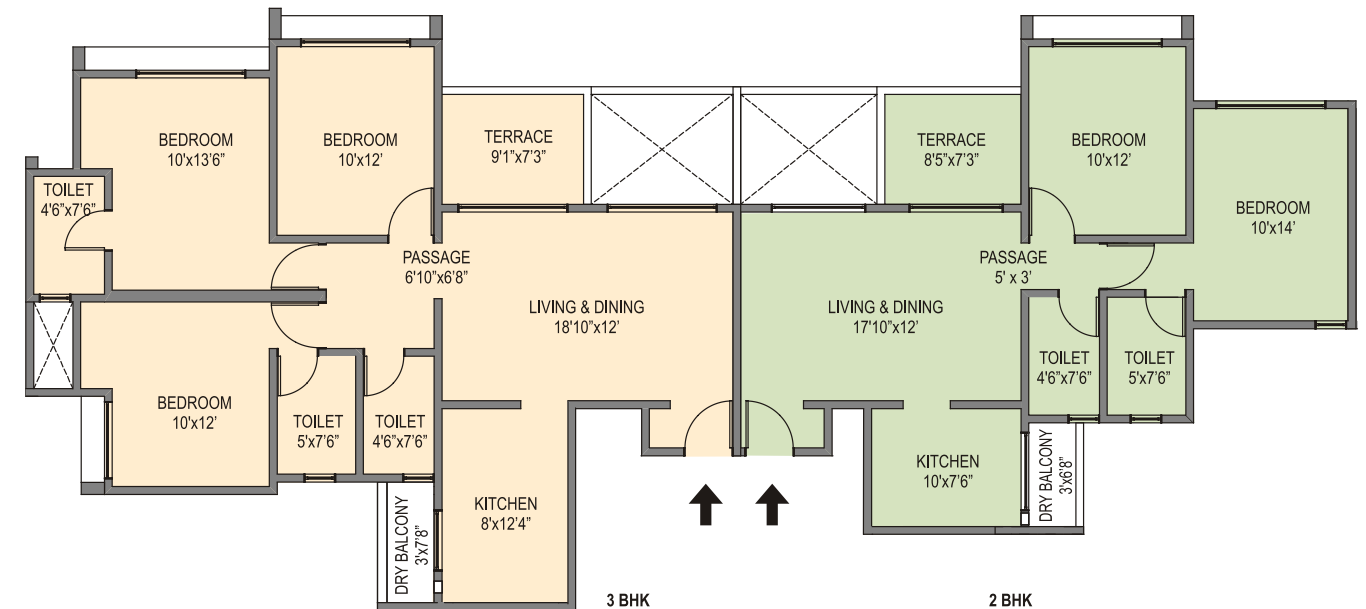 BEDROOM
10'x13'6"
BEDROOM
10'x12'
TERRACE
9'1"x7'3"
TERRACE
8'5"x7'3"
BEDROOM
10'x12'
BEDROOM
10'x14'
TOILET
4'6"x7'6"
PASSAGE
6'10"x6'8"
PASSAGE
5' x 3'
LIVING & DINING
18'10"x12'
LIVING & DINING
17'10"x12'
BEDROOM
10'x12'
TOILET
5'x7'6"
TOILET
4'6"x7'6"
TOILET
4'6"x7'6"
TOILET
5'x7'6"
KITCHEN
8'x12'4"
KITCHEN
10'x7'6"
DRY BALCONY
3'x7'8"
DRY BALCONY
3'x6'8"
3 BHK
2 BHK